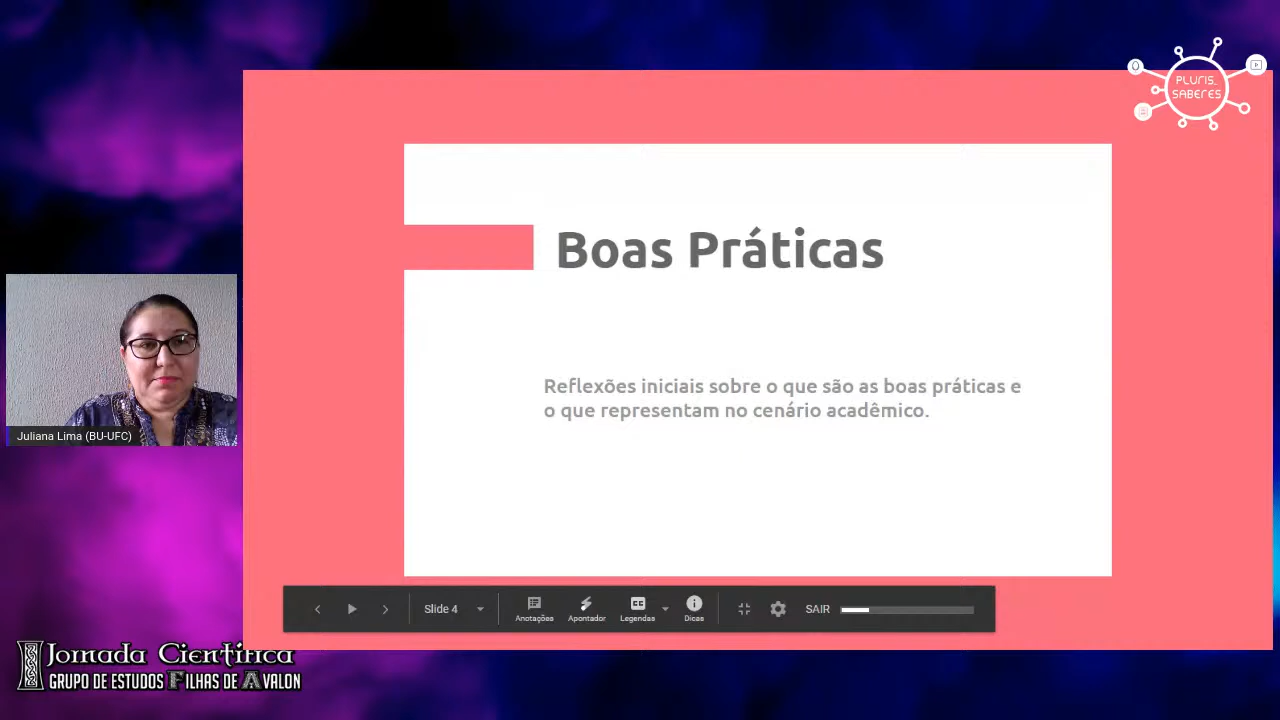 PLURIS_
SABERES
Boas Práticas
Reflexões iniciais sobre o que são as boas práticas e
o que representam no cenário acadêmico.
Juliana Lima (BU-UFC)
Slide 4
Anotações
Apontador
Legendas
Dicas
SAIR
Jornada Científica
GRUPO DE ESTUDOS FILHAS DE AVALON